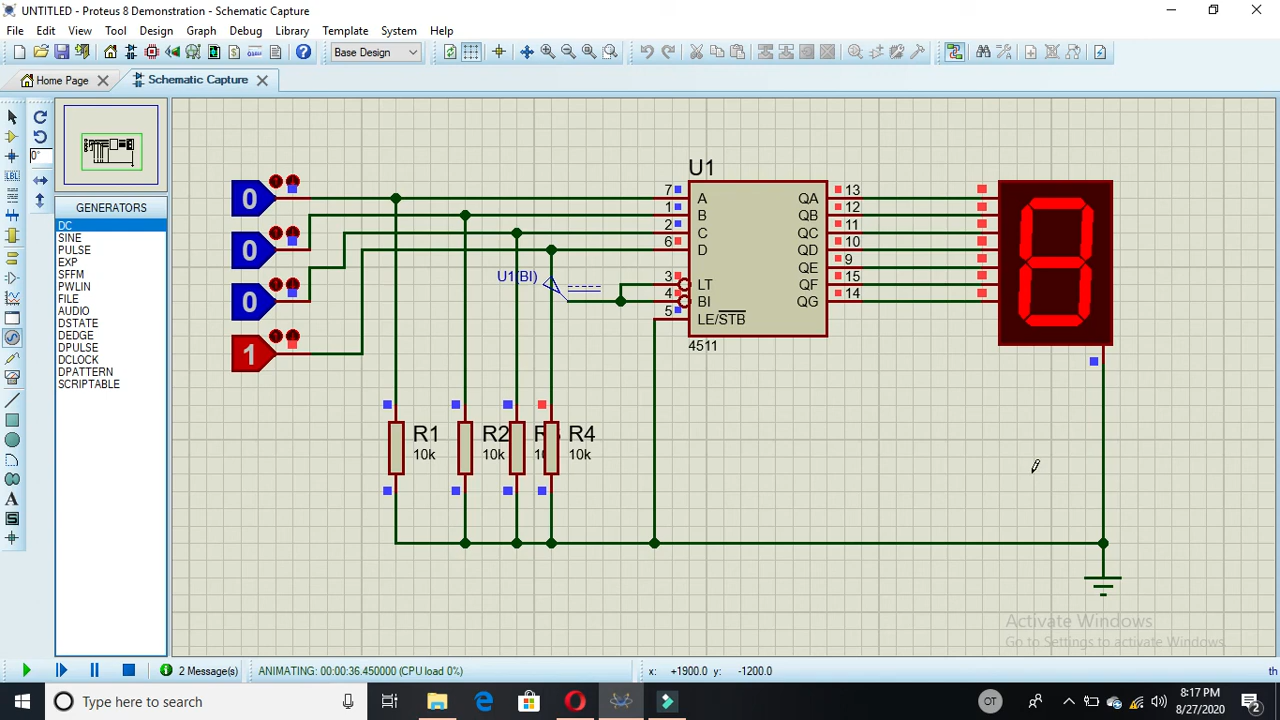 UNTITLED - Proteus 8 Demonstration - Schematic Capture
File Edit View Tool Design Graph Debug Library Template System Help
Base Design
Home Page
Schematic Capture
0°
GENERATORS
DC
SINE
PULSE
EXP
SFFM
PWLIN
FILE
AUDIO
DSTATE
DEDGE
DPULSE
DCLOCK
DPATTERN
SCRIPTABLE
LBL
A
S
U1
0 7 A QA 13
1 B QB 12
0 2 C QC 11
6 D QD 10
QE 9
U1(BI) 3 LT QF 15
0 4 BI QG 14
5 LE/STB
4511
1
R1 R2 R R4
10k 10k 10k
Activate Windows
Go to Settings to activate Windows.
2 Message(s)
ANIMATING: 00:00:36.450000 (CPU load 0%)
x: +1900.0 y: -1200.0
th
Type here to search
OT
8:17 PM
8/27/2020
2